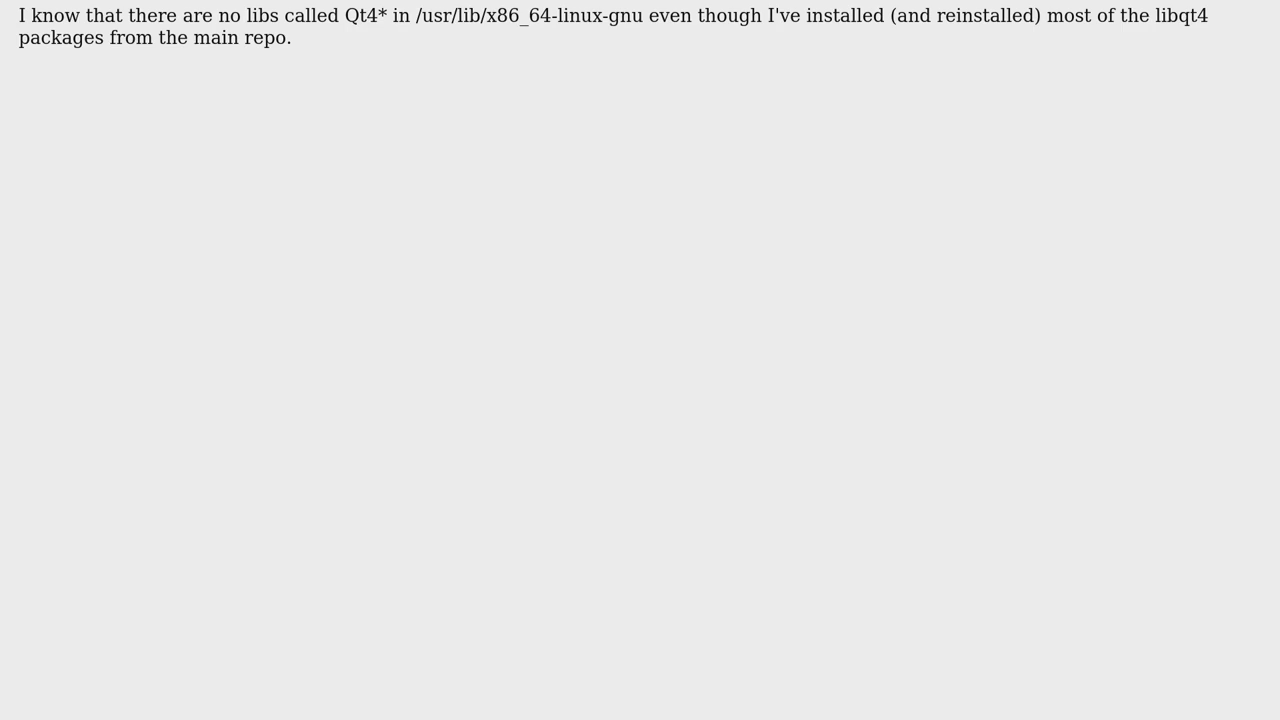 I know that there are no libs called Qt4* in /usr/lib/x86_64-linux-gnu even though I've installed (and reinstalled) most of the libqt4
packages from the main repo.